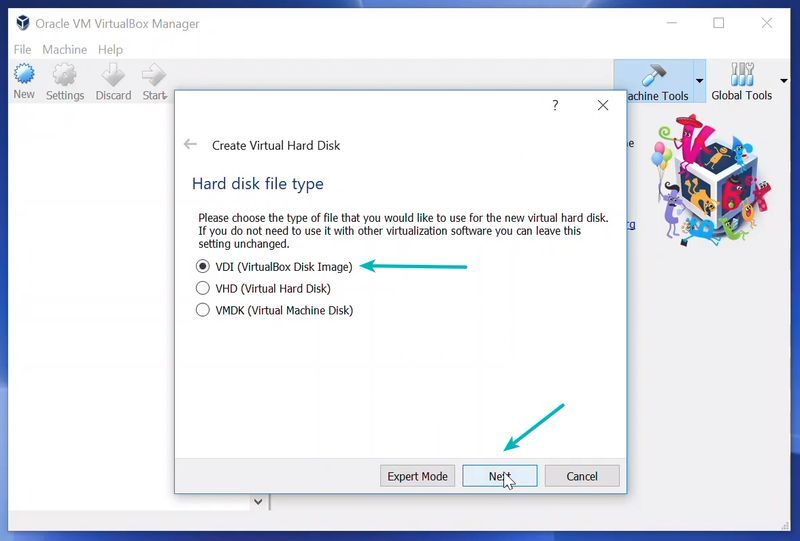 Oracle VM VirtualBox Manager
File Machine Help
New Settings Discard Start
achine Tools Global Tools
?
Create Virtual Hard Disk
Hard disk file type
Please choose the type of file that you would like to use for the new virtual hard disk.
If you do not need to use it with other virtualization software you can leave this
setting unchanged.
VDI (VirtualBox Disk Image)
VHD (Virtual Hard Disk)
VMDK (Virtual Machine Disk)
Expert Mode Next Cancel